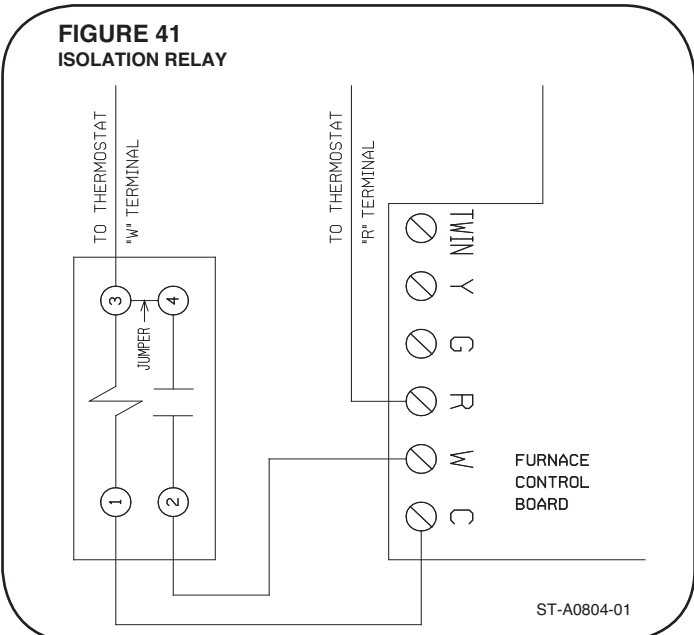 FIGURE 41
ISOLATION RELAY
TO THERMOSTAT
"W" TERMINAL
TO THERMOSTAT
"R" TERMINAL
3
4
JUMPER
1
2
TWIN
Y
G
R
W
C
FURNACE
CONTROL
BOARD
ST-A0804-01